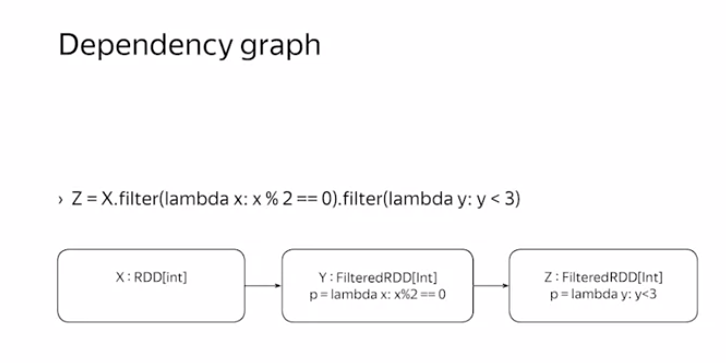 Dependency graph
› Z = X.filter(lambda x: x % 2 == 0).filter(lambda y: y < 3)
X : RDD[int]
Y : FilteredRDD[Int]
p = lambda x: x%2 == 0
Z : FilteredRDD[Int]
p = lambda y: y<3